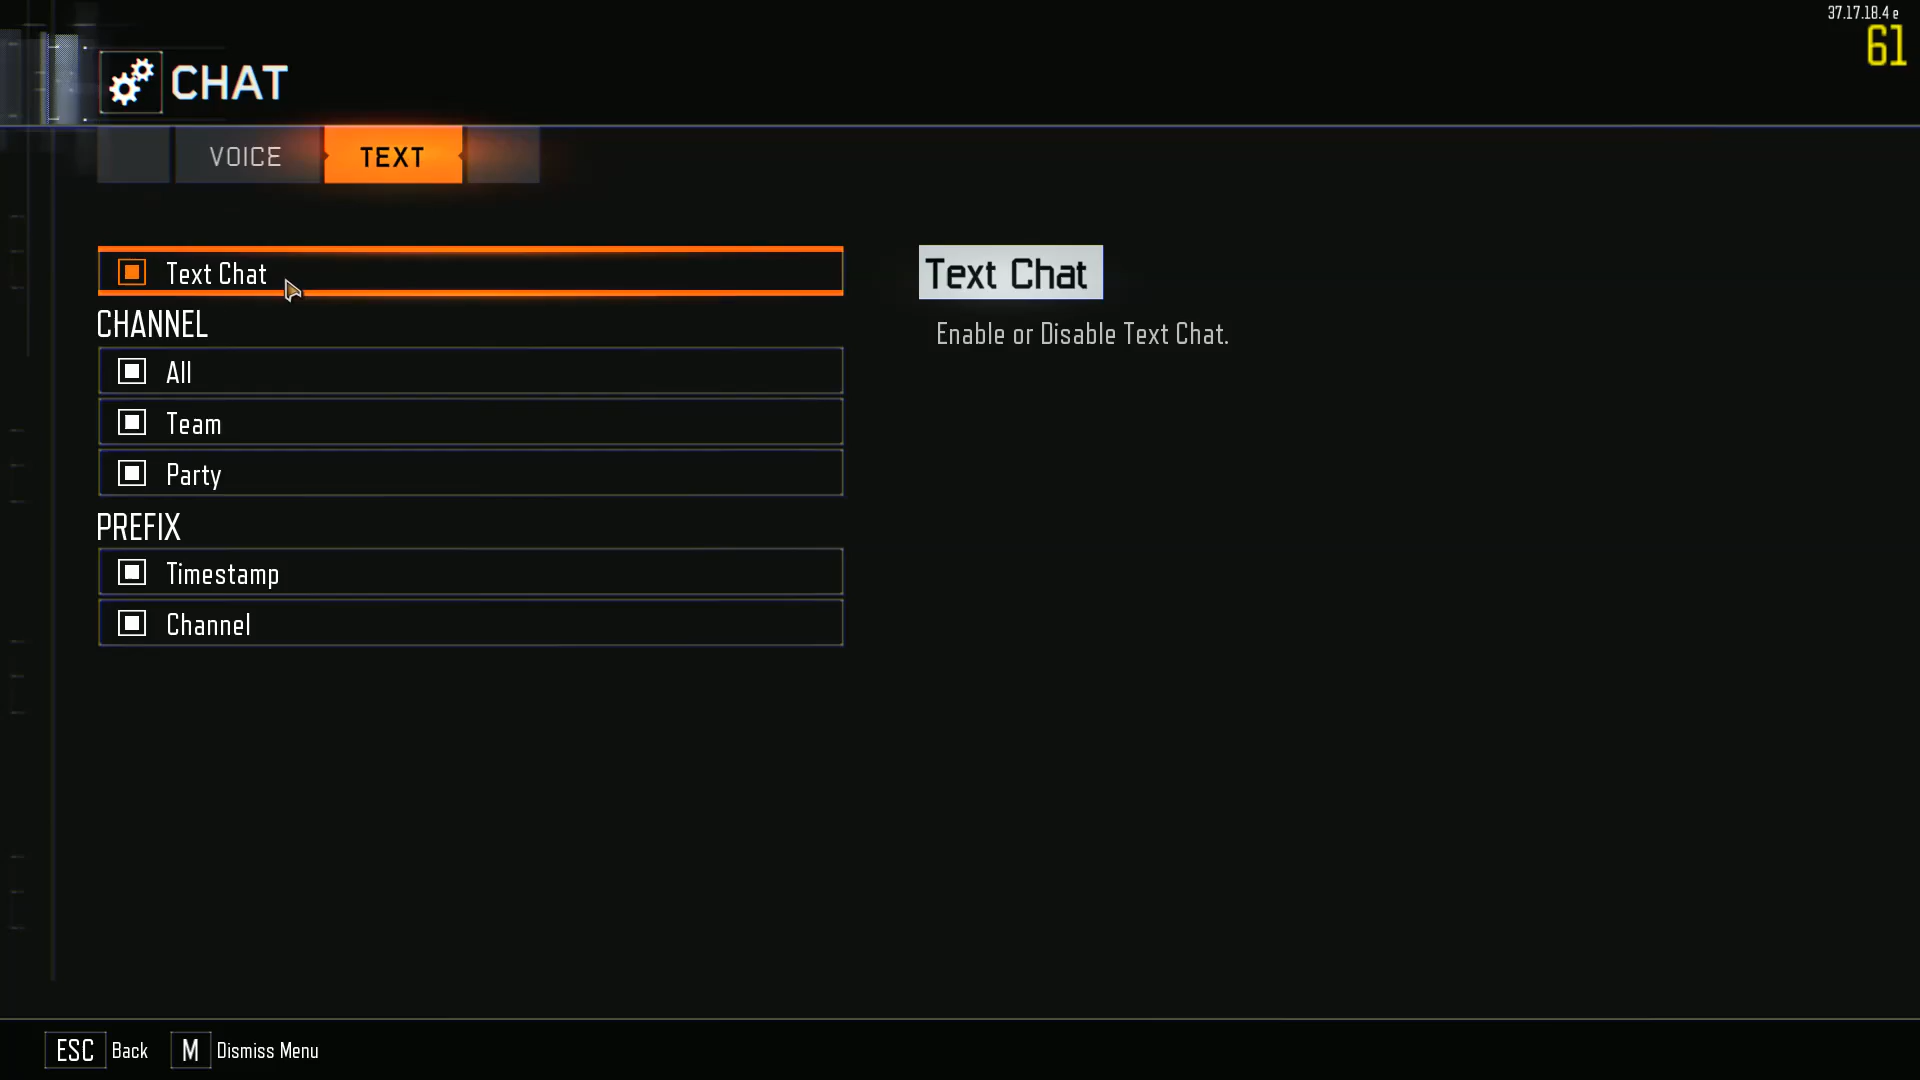 37.17.18.4 e
61
CHAT
VOICE
TEXT
Text Chat
CHANNEL
All
Team
Party
PREFIX
Timestamp
Channel
Text Chat
Enable or Disable Text Chat.
ESC Back M Dismiss Menu